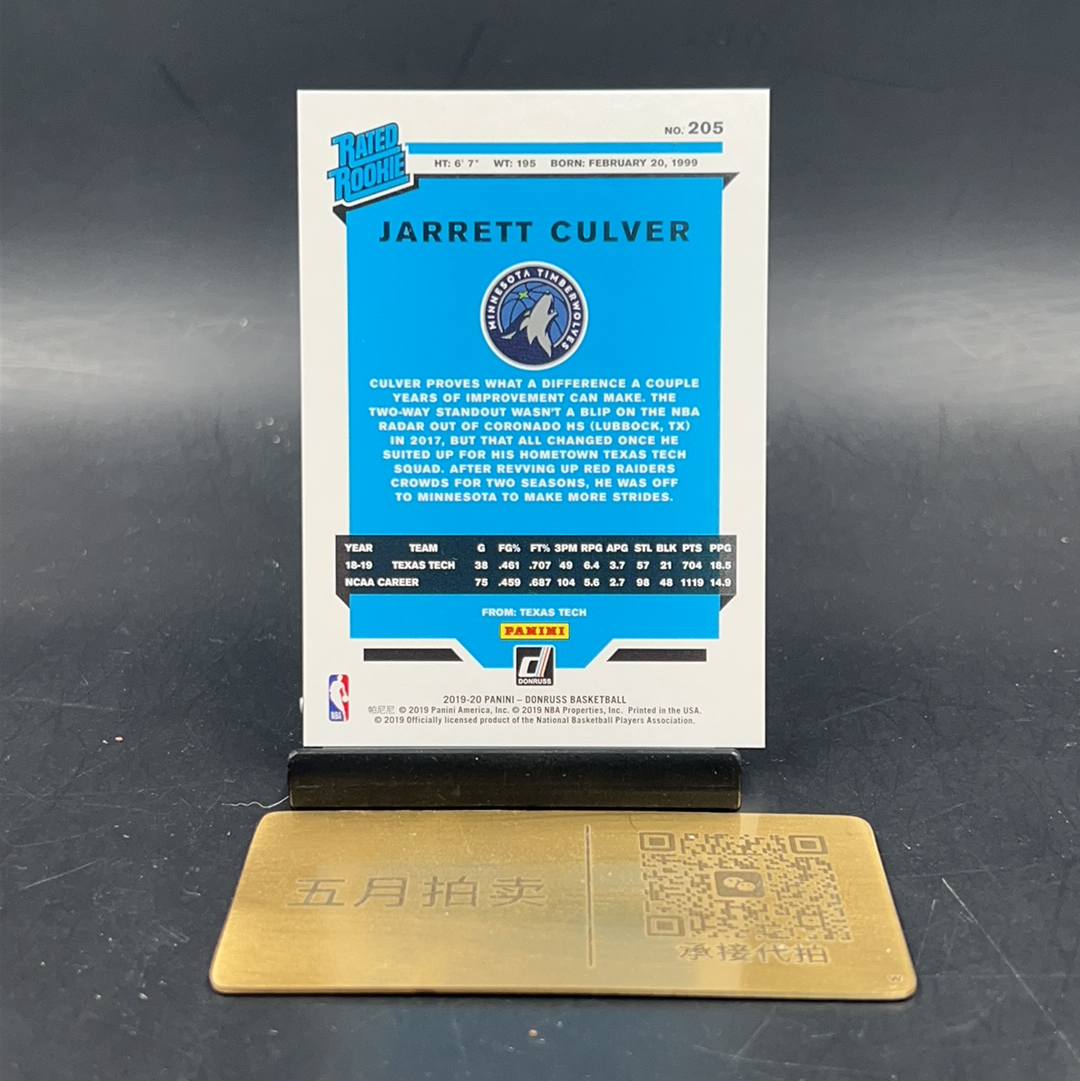 NO. 205
RATED
ROOKIE
HT: 6' 7" WT: 195 BORN: FEBRUARY 20, 1999
JARRETT CULVER
MINNESOTA TIMBERWOLVES
CULVER PROVES WHAT A DIFFERENCE A COUPLE
YEARS OF IMPROVEMENT CAN MAKE. THE
TWO-WAY STANDOUT WASN'T A BLIP ON THE NBA
RADAR OUT OF CORONADO HS (LUBBOCK, TX)
IN 2017, BUT THAT ALL CHANGED ONCE HE
SUITED UP FOR HIS HOMETOWN TEXAS TECH
SQUAD. AFTER REVVING UP RED RAIDERS
CROWDS FOR TWO SEASONS, HE WAS OFF
TO MINNESOTA TO MAKE MORE STRIDES.
YEAR TEAM G FG% FT% 3PM RPG APG STL BLK PTS PPG
18-19 TEXAS TECH 38 .461 .707 49 6.4 3.7 57 21 704 18.5
NCAA CAREER 75 .459 .687 104 5.6 2.7 98 48 1119 14.9
FROM: TEXAS TECH
PANINI
d
DONRUSS
NBA
2019-20 PANINI – DONRUSS BASKETBALL
帕尼尼 © 2019 Panini America, Inc. © 2019 NBA Properties, Inc. Printed in the USA.
© 2019 Officially licensed product of the National Basketball Players Association.
五月拍卖
承接代拍
W